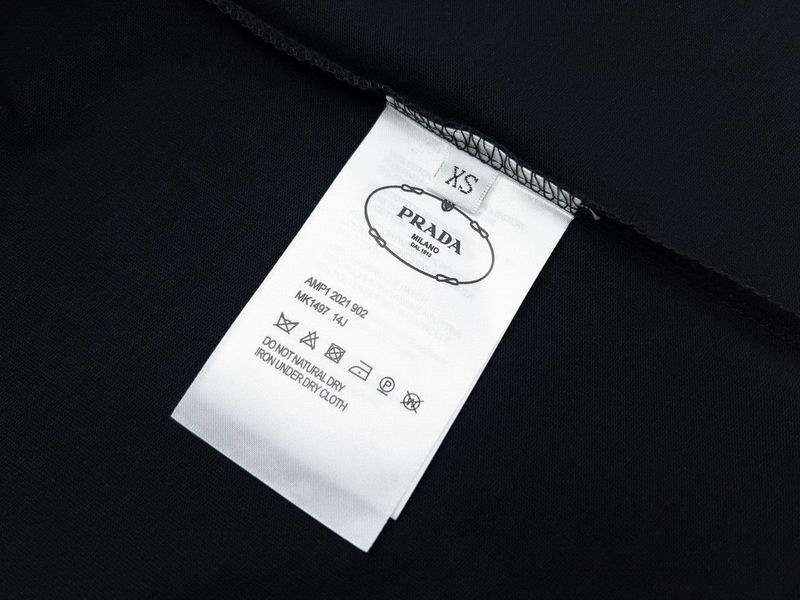 XS
PRADA
MILANO
DAL 1913
AMP1 2021 902
MK1497 14J
P
W
DO NOT NATURAL DRY
IRON UNDER DRY CLOTH